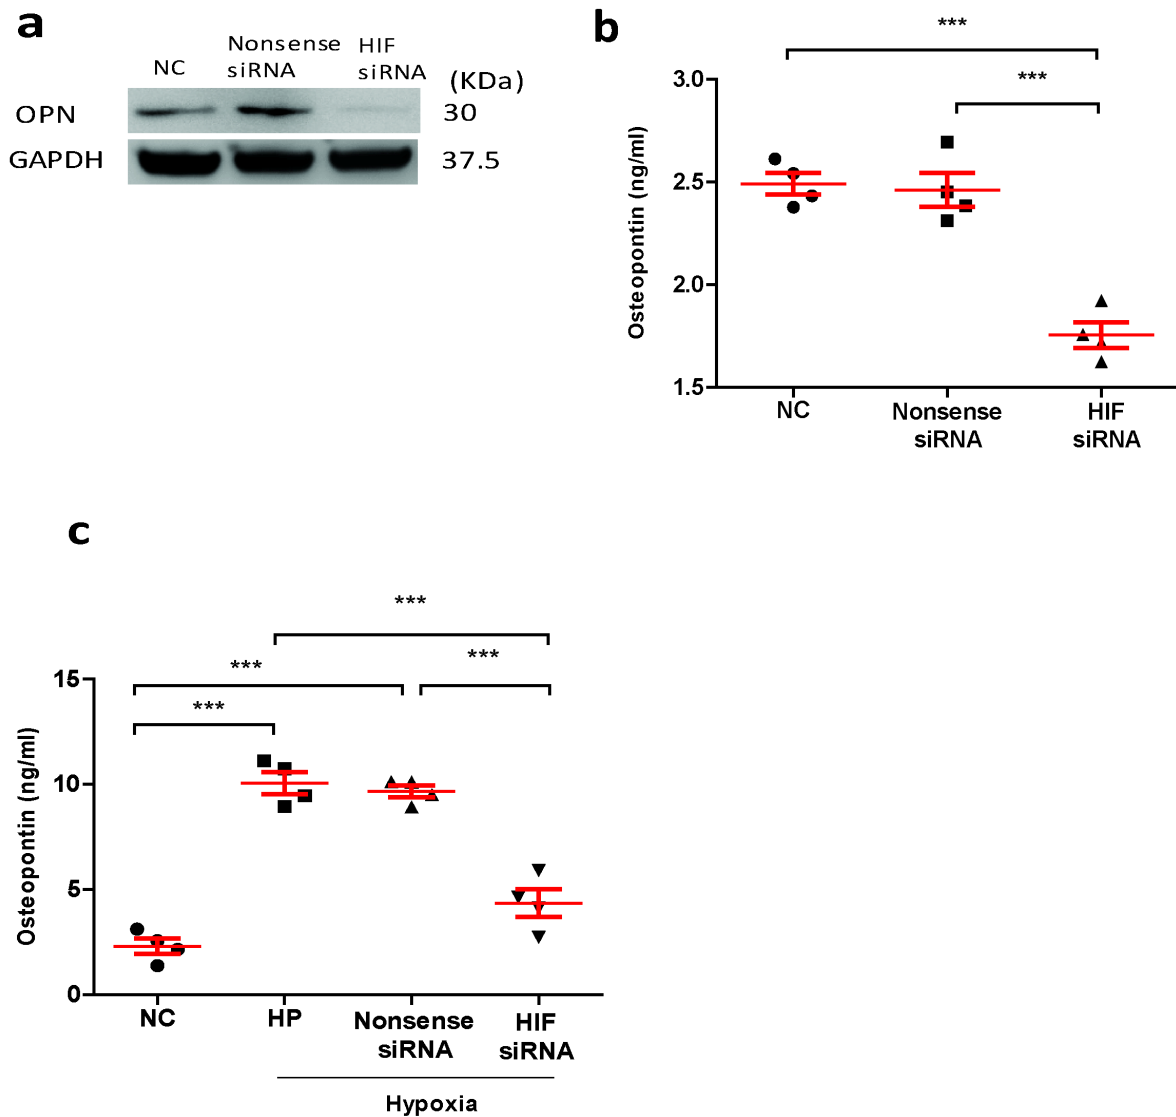 a
NC
Nonsense
siRNA
HIF
siRNA
(KDa)
OPN
30
GAPDH
37.5
b
***
***
3.0
2.5
2.0
1.5
Osteopontin (ng/ml)
NC
Nonsense
siRNA
HIF
siRNA
c
***
***
***
***
15
10
5
0
Osteopontin (ng/ml)
NC
HP
Nonsense
siRNA
HIF
siRNA
Hypoxia